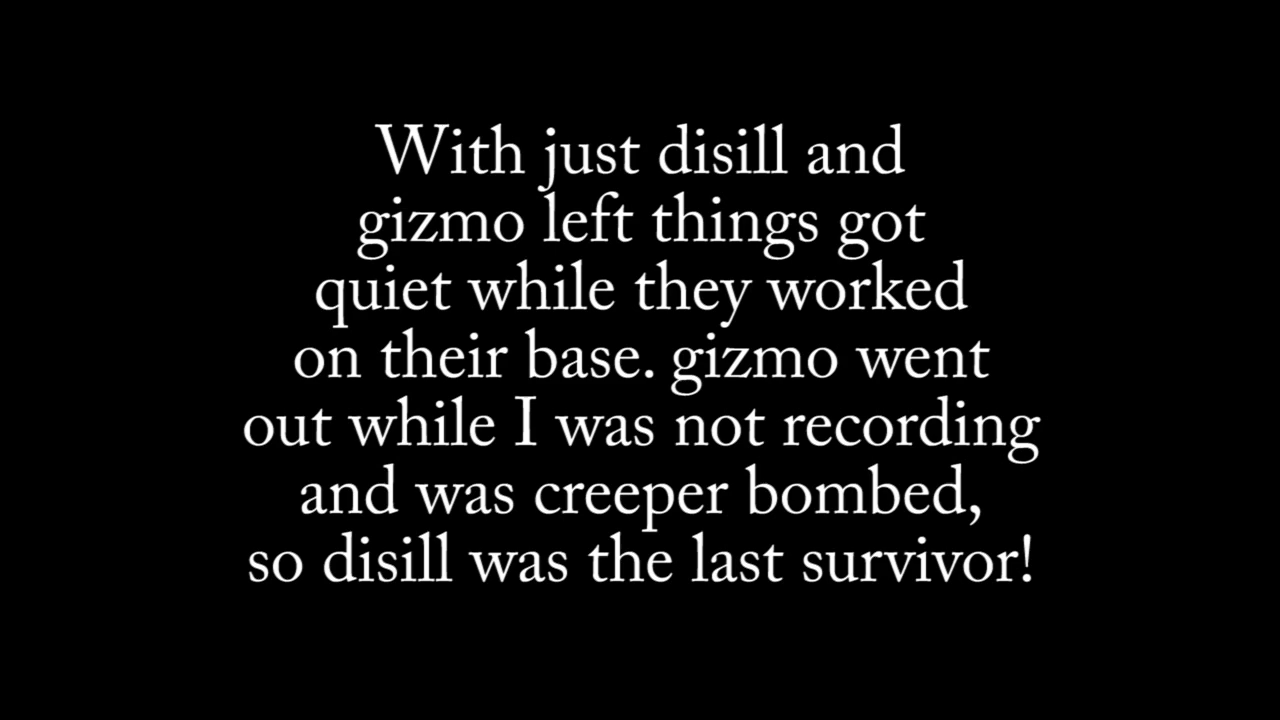 With just disill and
gizmo left things got
quiet while they worked
on their base. gizmo went
out while I was not recording
and was creeper bombed,
so disill was the last survivor!